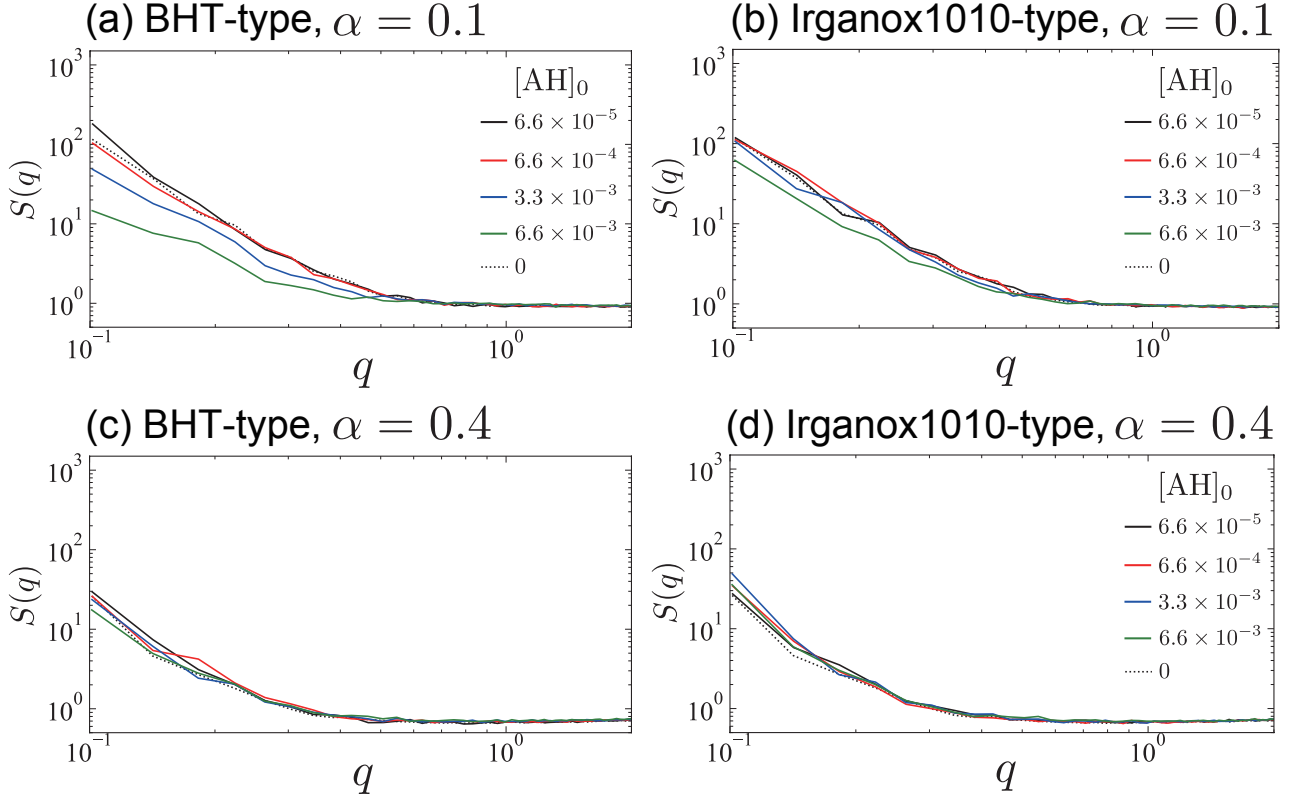 (a) BHT-type, α = 0.1
10³
10²
10¹
10⁰
S(q)
[AH]₀
6.6 × 10⁻⁵
6.6 × 10⁻⁴
3.3 × 10⁻³
6.6 × 10⁻³
0
10⁻¹
10⁰
q
(b) Irganox1010-type, α = 0.1
10³
10²
10¹
10⁰
S(q)
[AH]₀
6.6 × 10⁻⁵
6.6 × 10⁻⁴
3.3 × 10⁻³
6.6 × 10⁻³
0
10⁻¹
10⁰
q
(c) BHT-type, α = 0.4
10³
10²
10¹
10⁰
S(q)
10⁻¹
10⁰
q
(d) Irganox1010-type, α = 0.4
10³
10²
10¹
10⁰
S(q)
[AH]₀
6.6 × 10⁻⁵
6.6 × 10⁻⁴
3.3 × 10⁻³
6.6 × 10⁻³
0
10⁻¹
10⁰
q